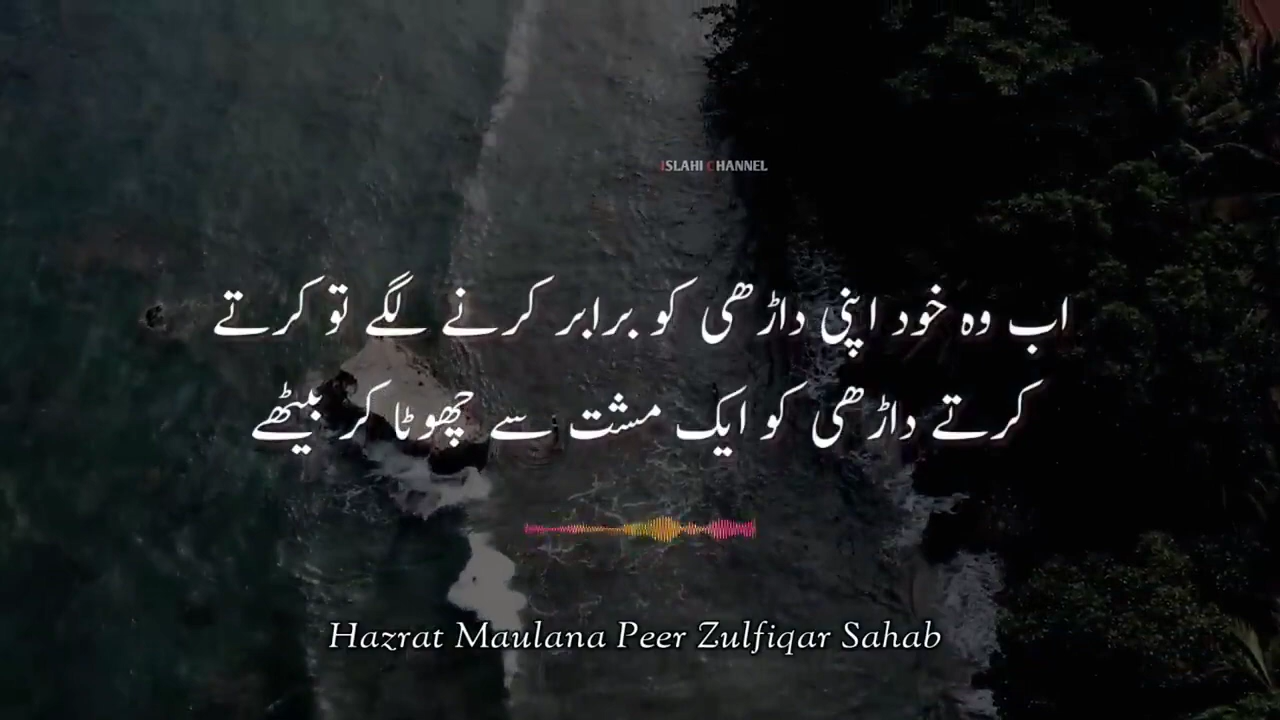 ISLAHI CHANNEL
اب وہ خود اپنی داڑھی کو برابر کرنے لگے تو کرتے
کرتے داڑھی کو ایک مشت سے چھوٹا کر بیٹھے
Hazrat Maulana Peer Zulfiqar Sahab